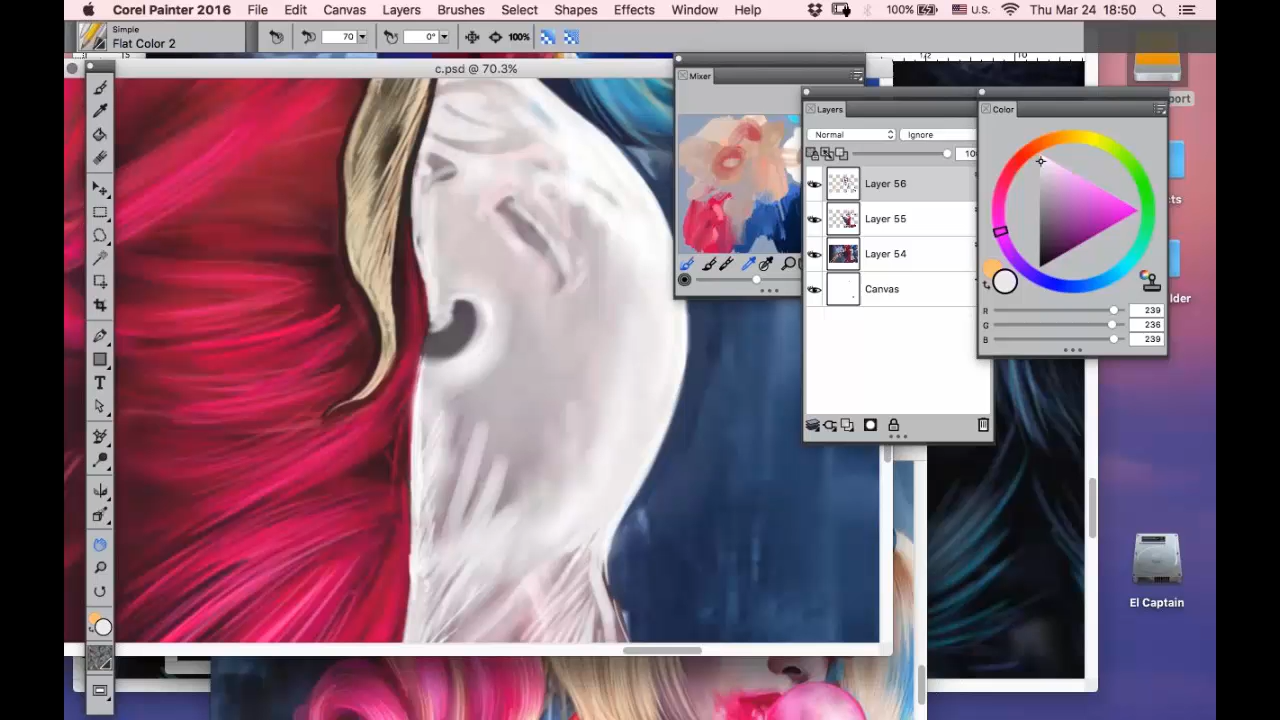 Corel Painter 2016 File Edit Canvas Layers Brushes Select Shapes Effects Window Help 100% U.S. Thu Mar 24 18:50
Simple
Flat Color 2
70 0° 100%
c.psd @ 70.3%
Mixer
Layers
Color
Normal Ignore
Layer 56
Layer 55
Layer 54
Canvas
R 239
G 236
B 239
T
El Captain